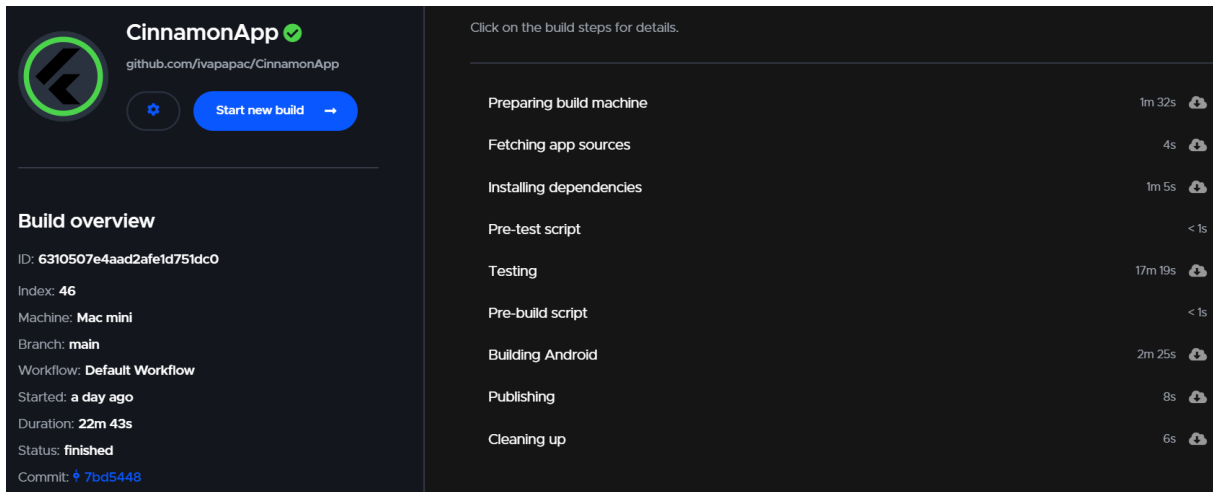 CinnamonApp
github.com/ivapapac/CinnamonApp
Start new build →
Build overview
ID: 6310507e4aad2afe1d751dc0
Index: 46
Machine: Mac mini
Branch: main
Workflow: Default Workflow
Started: a day ago
Duration: 22m 43s
Status: finished
Commit: 7bd5448
Click on the build steps for details.
Preparing build machine 1m 32s
Fetching app sources 4s
Installing dependencies 1m 5s
Pre-test script < 1s
Testing 17m 19s
Pre-build script < 1s
Building Android 2m 25s
Publishing 8s
Cleaning up 6s